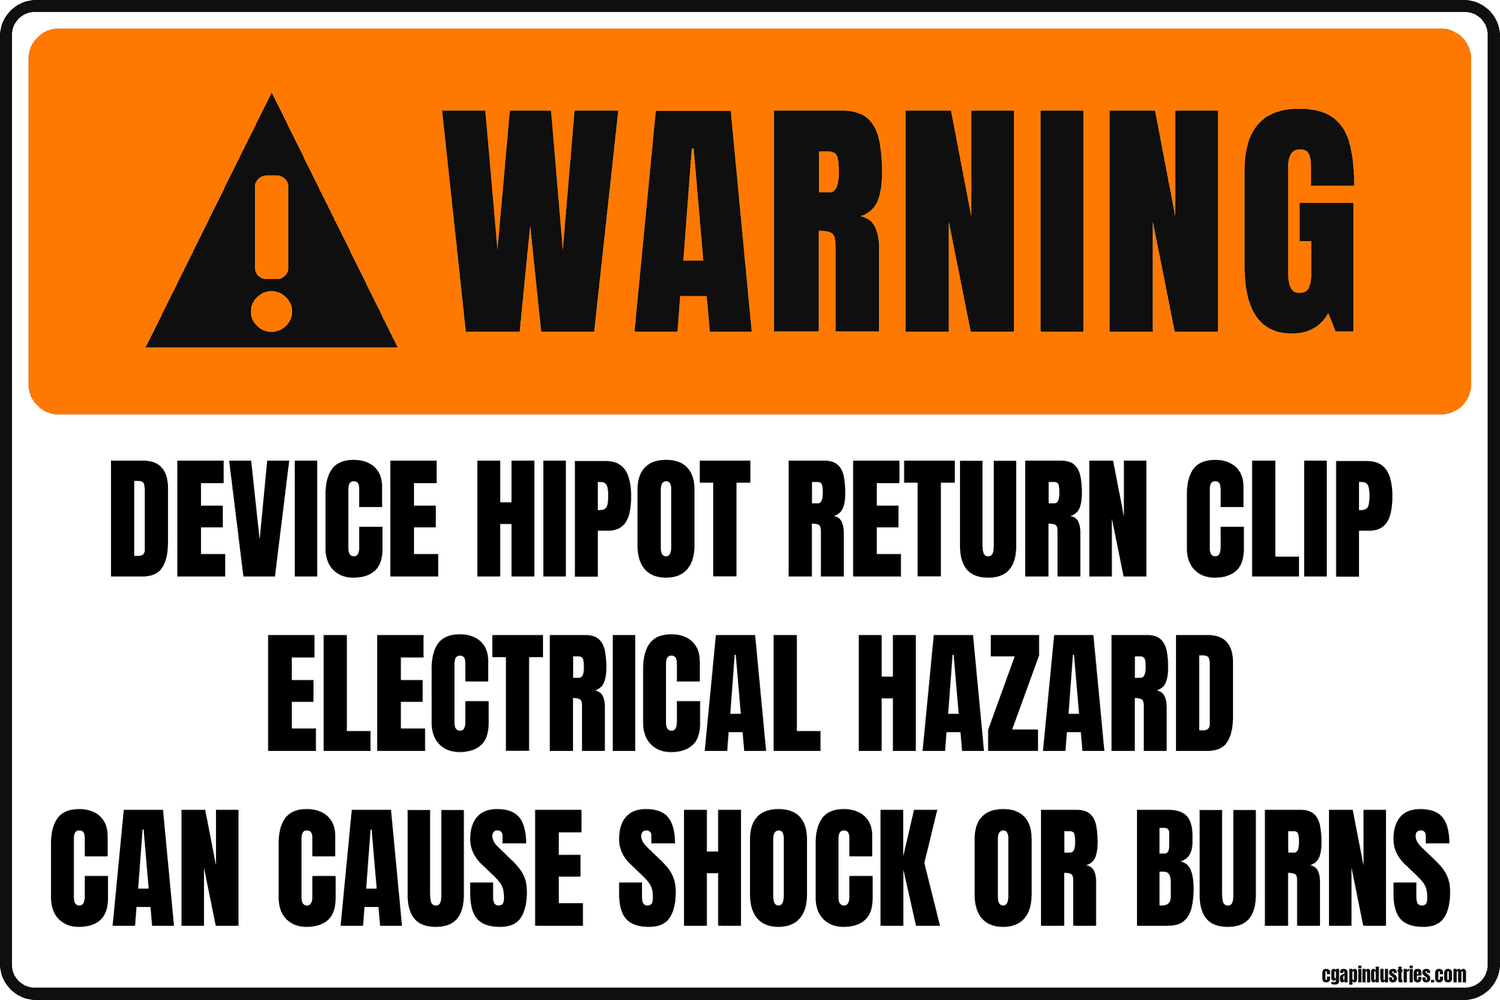 WARNING
DEVICE HIPOT RETURN CLIP
ELECTRICAL HAZARD
CAN CAUSE SHOCK OR BURNS
cgapindustries.com